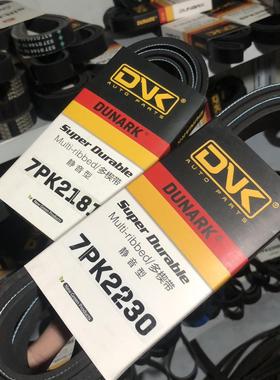 DVK
AUTO PARTS
DUNARK®
Super Durable
Multi-ribbed/多楔带
静音型
7PK218
DVK
AUTO PARTS
DUNARK
Super Durable
Multi-ribbed/多楔带
静音型
7PK2230